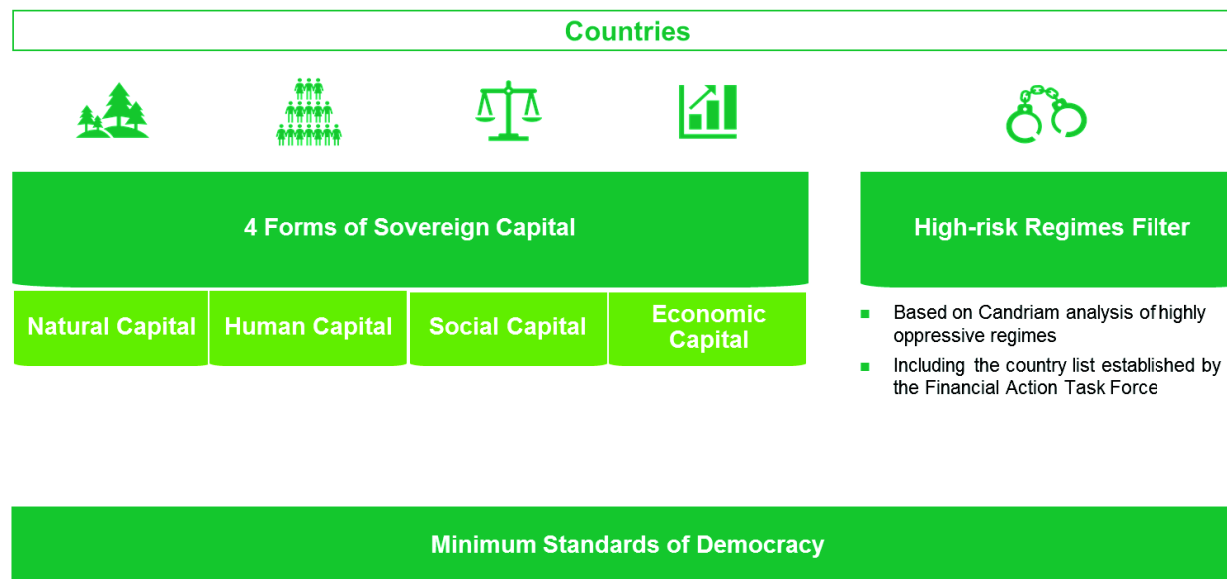 Countries
4 Forms of Sovereign Capital
High-risk Regimes Filter
Natural Capital
Human Capital
Social Capital
Economic
Capital
■ Based on Candriam analysis of highly
oppressive regimes
■ Including the country list established by
the Financial Action Task Force
Minimum Standards of Democracy